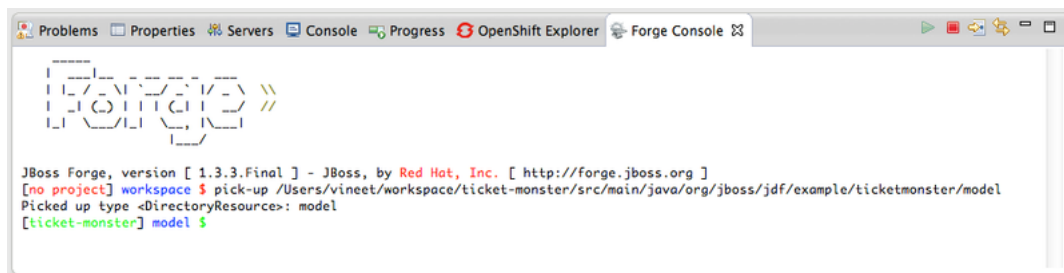 Problems Properties Servers Console Progress OpenShift Explorer Forge Console
Forge
JBoss Forge, version [ 1.3.3.Final ] - JBoss, by Red Hat, Inc. [ http://forge.jboss.org ]
[no project] workspace $ pick-up /Users/vineet/workspace/ticket-monster/src/main/java/org/jboss/jdf/example/ticketmonster/model
Picked up type <DirectoryResource>: model
[ticket-monster] model $